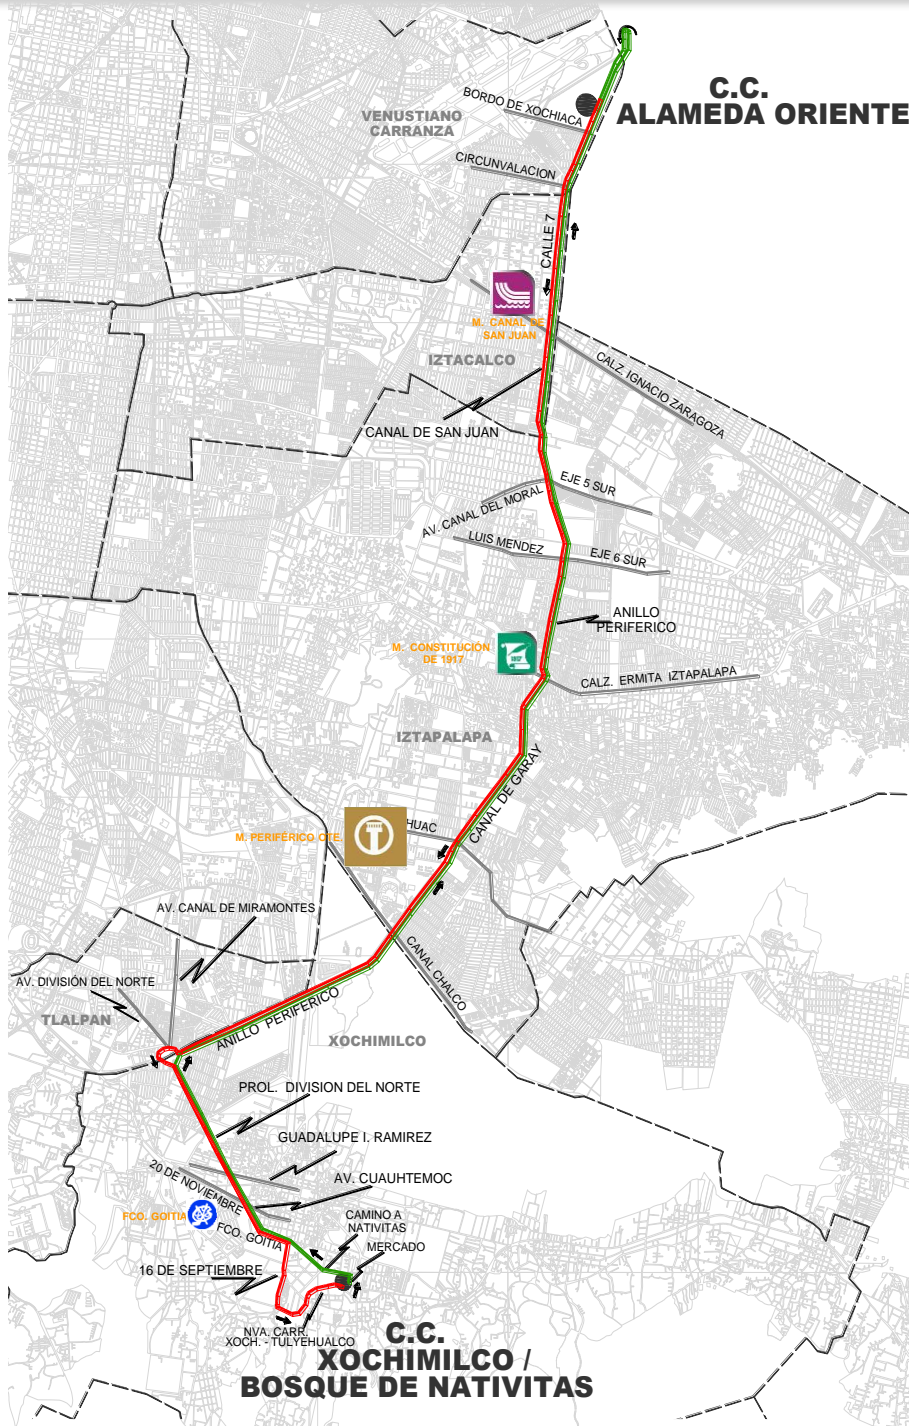 C.C.
ALAMEDA ORIENTE
BORDO DE XOCHIACA
VENUSTIANO
CARRANZA
CIRCUNVALACION
CALLE 7
M. CANAL DE
SAN JUAN
IZTACALCO
CALZ. IGNACIO ZARAGOZA
CANAL DE SAN JUAN
EJE 5 SUR
AV. CANAL DEL MORAL
LUIS MENDEZ
EJE 6 SUR
ANILLO
PERIFERICO
M. CONSTITUCIÓN
DE 1917
1917
CALZ. ERMITA IZTAPALAPA
IZTAPALAPA
CANAL DE GARAY
HUAC
M. PERIFÉRICO OTE.
AV. CANAL DE MIRAMONTES
CANAL CHALCO
AV. DIVISIÓN DEL NORTE
ANILLO PERIFERICO
TLALPAN
XOCHIMILCO
PROL. DIVISION DEL NORTE
GUADALUPE I. RAMIREZ
20 DE NOVIEMBRE
AV. CUAUHTEMOC
FCO. GOITIA
FCO. GOITIA
CAMINO A
NATIVITAS
MERCADO
16 DE SEPTIEMBRE
NVA. CARR.
XOCH. - TULYEHUALCO
C.C.
XOCHIMILCO /
BOSQUE DE NATIVITAS